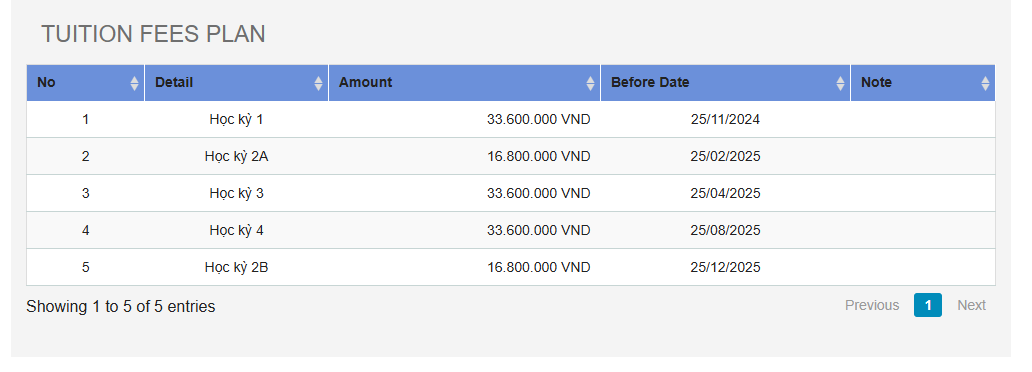 TUITION FEES PLAN
No Detail Amount Before Date Note
1 Học kỳ 1 33.600.000 VND 25/11/2024
2 Học kỳ 2A 16.800.000 VND 25/02/2025
3 Học kỳ 3 33.600.000 VND 25/04/2025
4 Học kỳ 4 33.600.000 VND 25/08/2025
5 Học kỳ 2B 16.800.000 VND 25/12/2025
Showing 1 to 5 of 5 entries Previous 1 Next